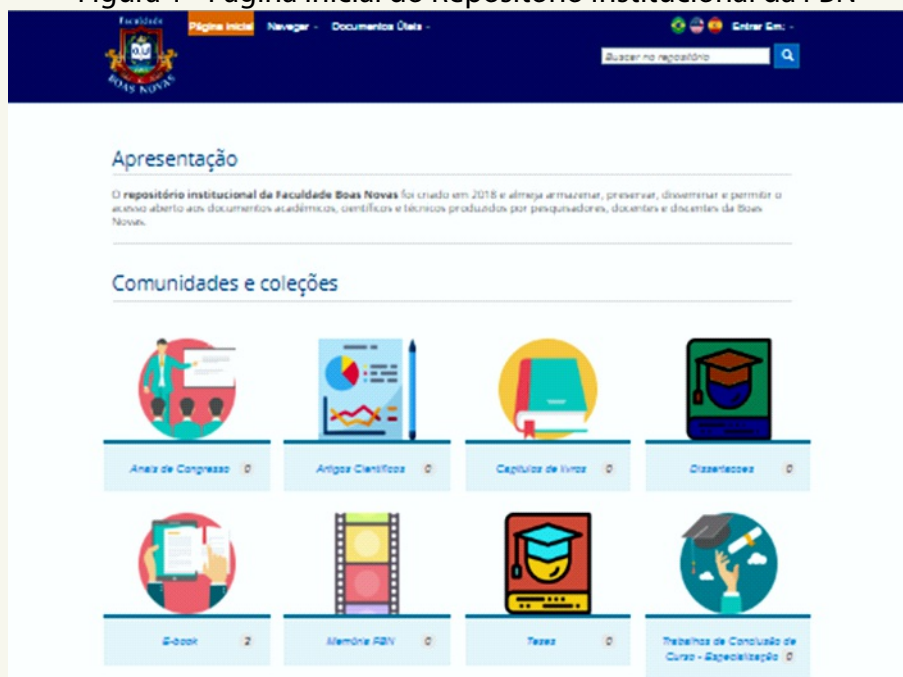 Figura 1 - Página inicial do Repositório Institucional da FBN
Faculdade
BOAS NOVAS
Página inicial Navegar Documentos Úteis
Entrar Em:
Buscar no repositório
Apresentação
O repositório institucional da Faculdade Boas Novas foi criado em 2018 e almeja armazenar, preservar, disseminar e permitir o
acesso aberto aos documentos acadêmicos, científicos e técnicos produzidos por pesquisadores, docentes e discentes da Boas
Novas.
Comunidades e coleções
Anais de Congresso 0
Artigos Científicos 0
Capítulos de livros 0
Dissertacoes 0
E-book 2
Memória FBN 0
Teses 0
Trabalhos de Conclusão de
Curso - Especialização 0